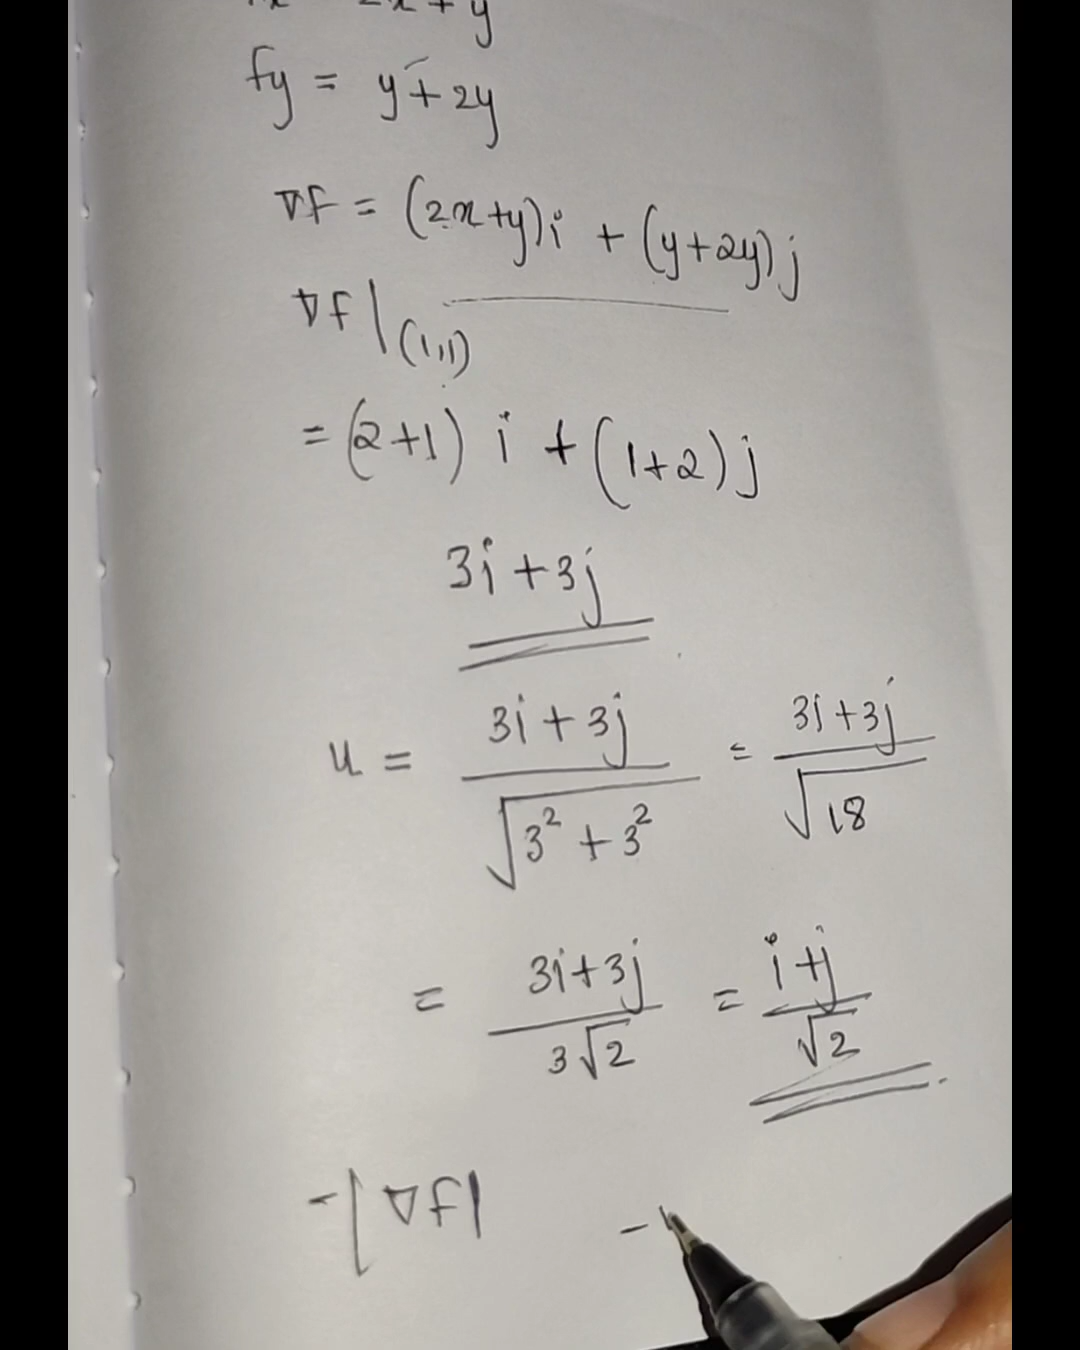 2x + y
fy = y + 2y
∇f = (2x+y)i + (y+2y)j
∇f|(1,1)
= (2+1) i + (1+2)j
3i + 3j
u = (3i + 3j)/√(3² + 3²) = (3i + 3j)/√18
= (3i+3j)/(3√2) = (i+j)/√2
-|∇f| -